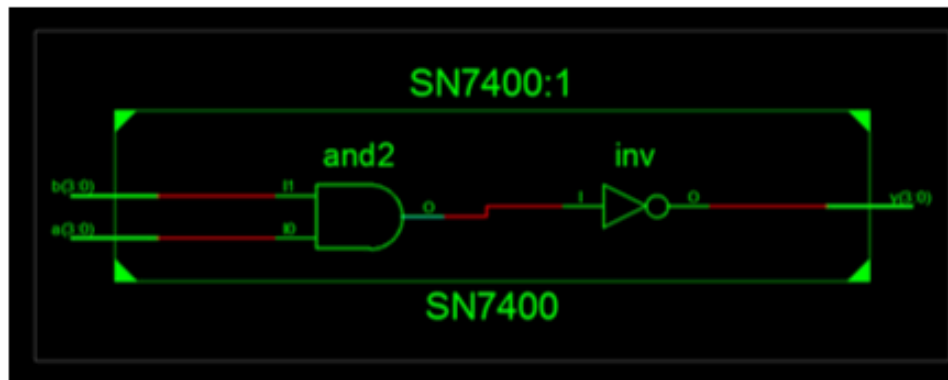 SN7400:1
and2
inv
b(3:0)
I1
a(3:0)
I0
O
I
O
y(3:0)
SN7400